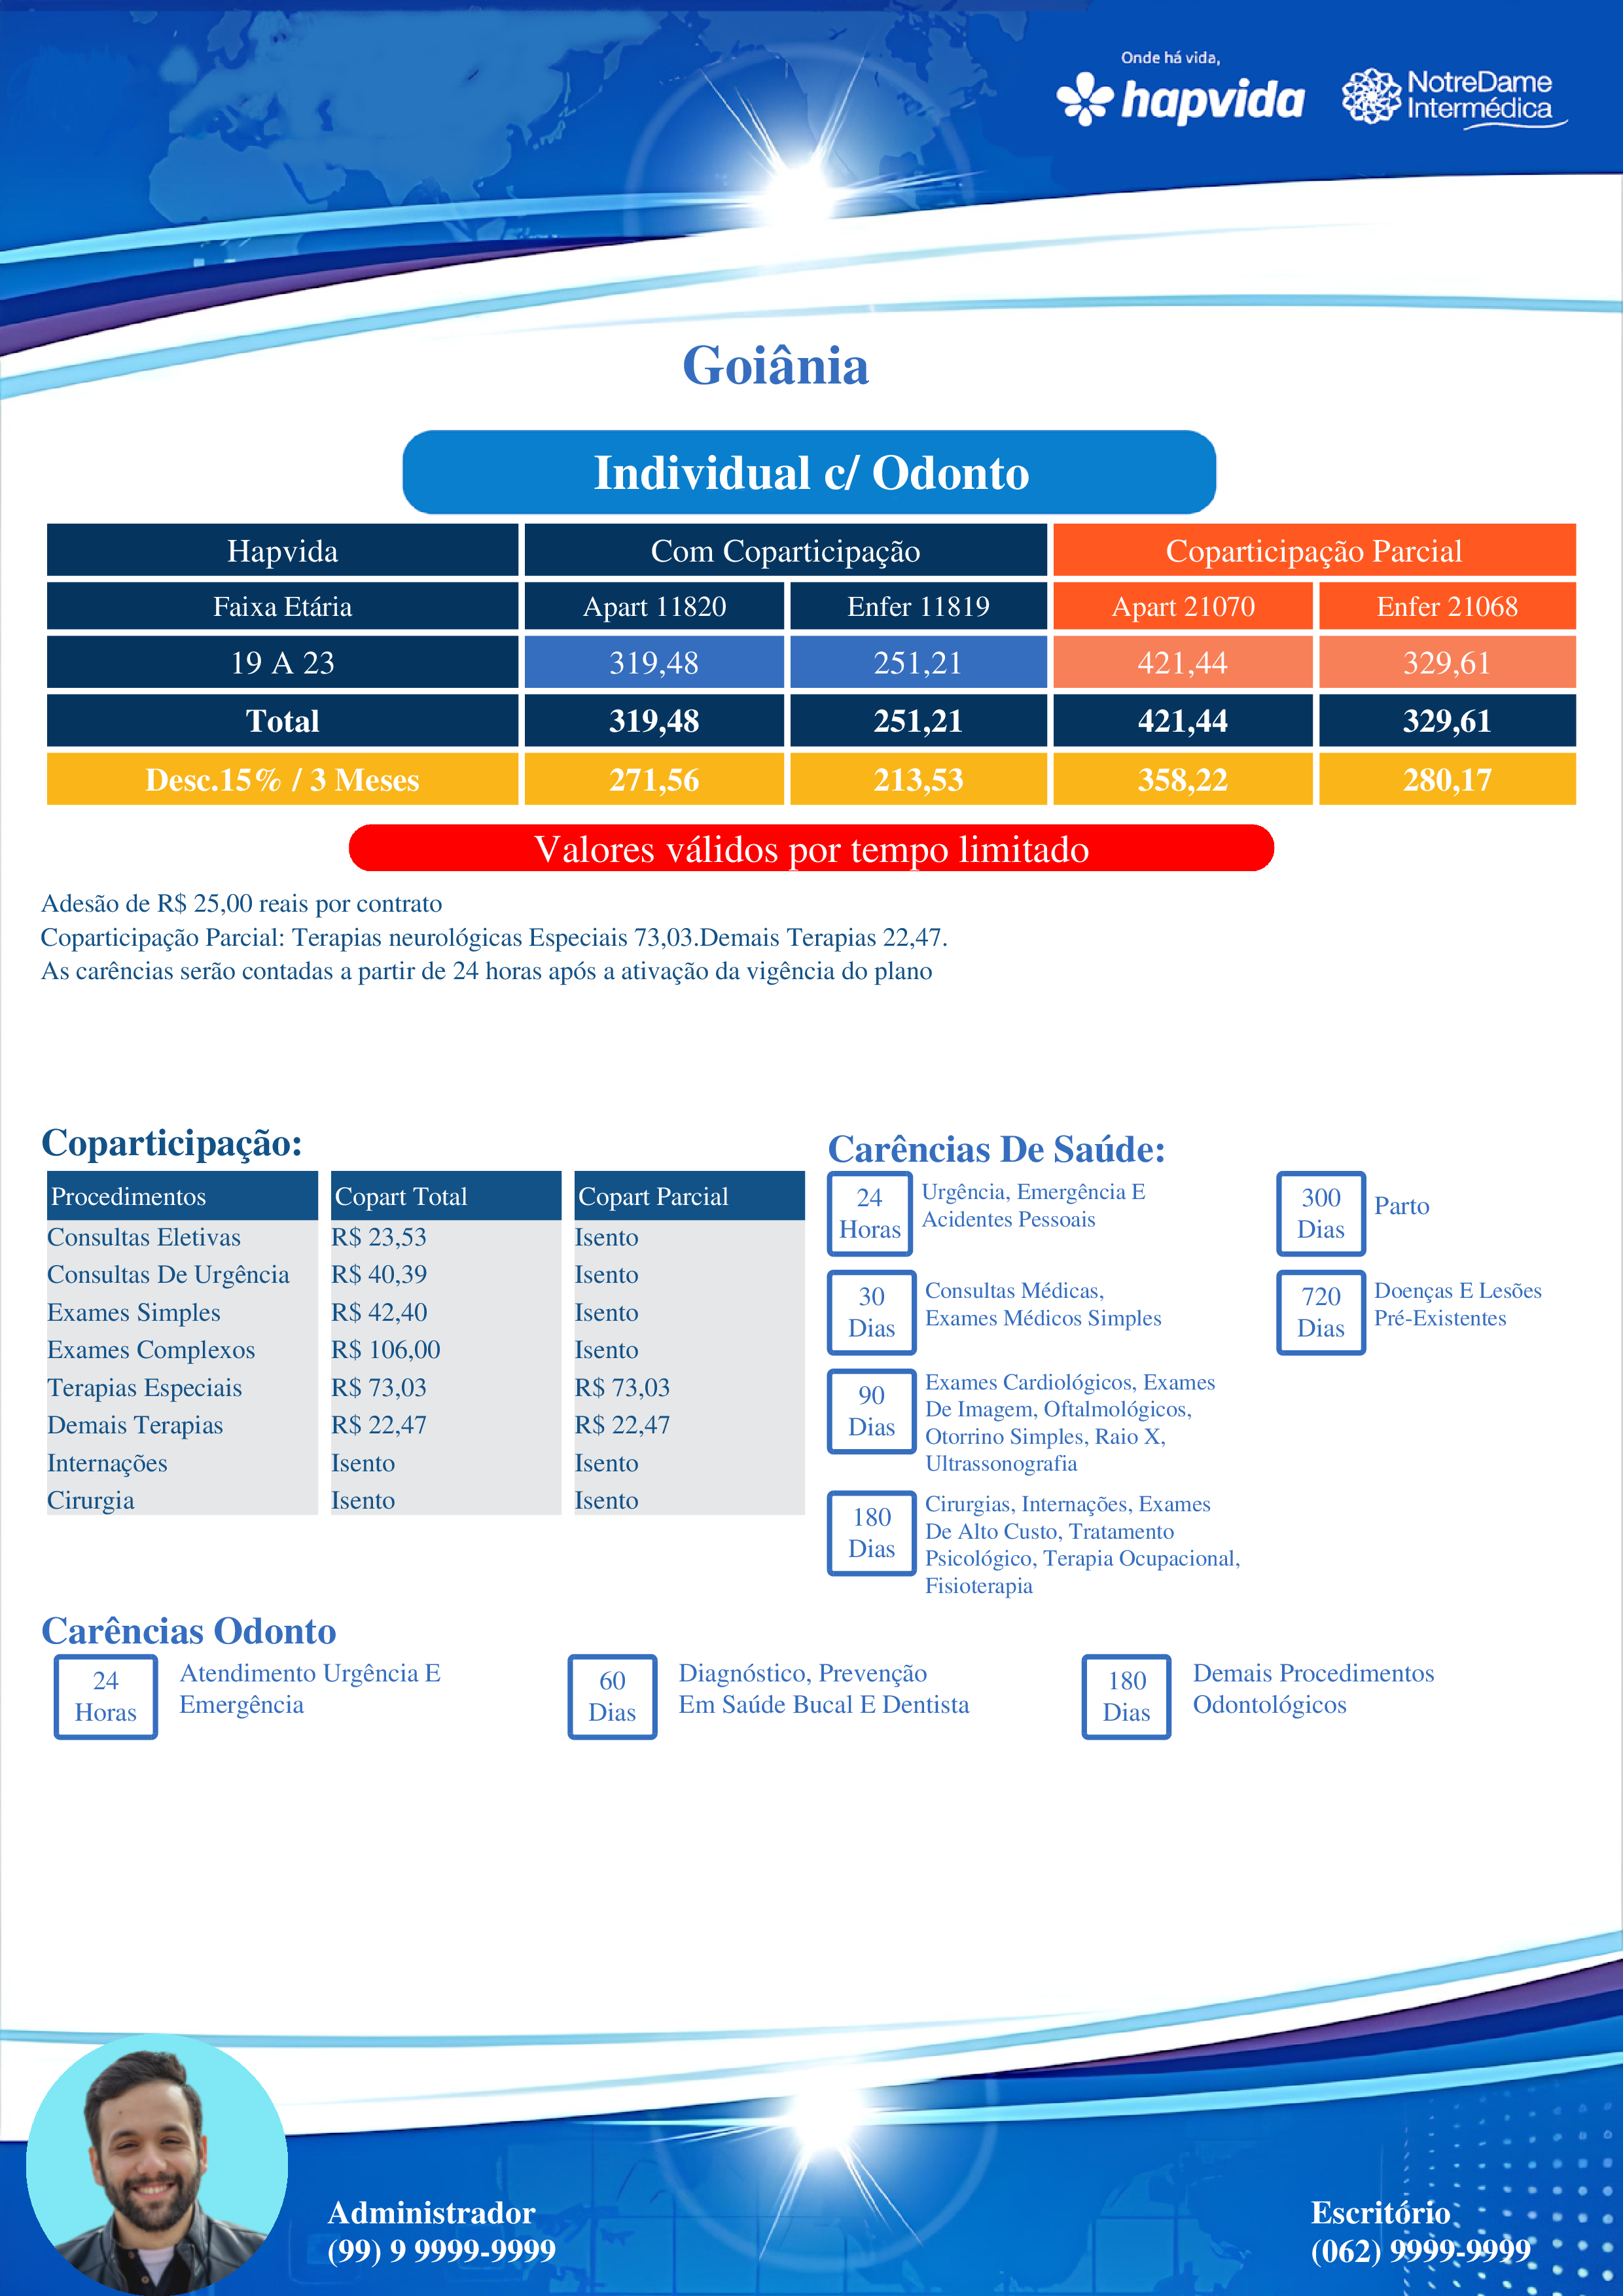 Onde há vida,
hapvida
NotreDame
Intermédica
Goiânia
Individual c/ Odonto
Hapvida Com Coparticipação Coparticipação Parcial
Faixa Etária Apart 11820 Enfer 11819 Apart 21070 Enfer 21068
19 A 23 319,48 251,21 421,44 329,61
Total 319,48 251,21 421,44 329,61
Desc.15% / 3 Meses 271,56 213,53 358,22 280,17
Valores válidos por tempo limitado
Adesão de R$ 25,00 reais por contrato
Coparticipação Parcial: Terapias neurológicas Especiais 73,03.Demais Terapias 22,47.
As carências serão contadas a partir de 24 horas após a ativação da vigência do plano
Coparticipação:
Procedimentos Copart Total Copart Parcial
Consultas Eletivas R$ 23,53 Isento
Consultas De Urgência R$ 40,39 Isento
Exames Simples R$ 42,40 Isento
Exames Complexos R$ 106,00 Isento
Terapias Especiais R$ 73,03 R$ 73,03
Demais Terapias R$ 22,47 R$ 22,47
Internações Isento Isento
Cirurgia Isento Isento
Carências De Saúde:
24
Horas
Urgência, Emergência E
Acidentes Pessoais
30
Dias
Consultas Médicas,
Exames Médicos Simples
90
Dias
Exames Cardiológicos, Exames
De Imagem, Oftalmológicos,
Otorrino Simples, Raio X,
Ultrassonografia
180
Dias
Cirurgias, Internações, Exames
De Alto Custo, Tratamento
Psicológico, Terapia Ocupacional,
Fisioterapia
300
Dias
Parto
720
Dias
Doenças E Lesões
Pré-Existentes
Carências Odonto
24
Horas
Atendimento Urgência E
Emergência
60
Dias
Diagnóstico, Prevenção
Em Saúde Bucal E Dentista
180
Dias
Demais Procedimentos
Odontológicos
Administrador
(99) 9 9999-9999
Escritório
(062) 9999-9999